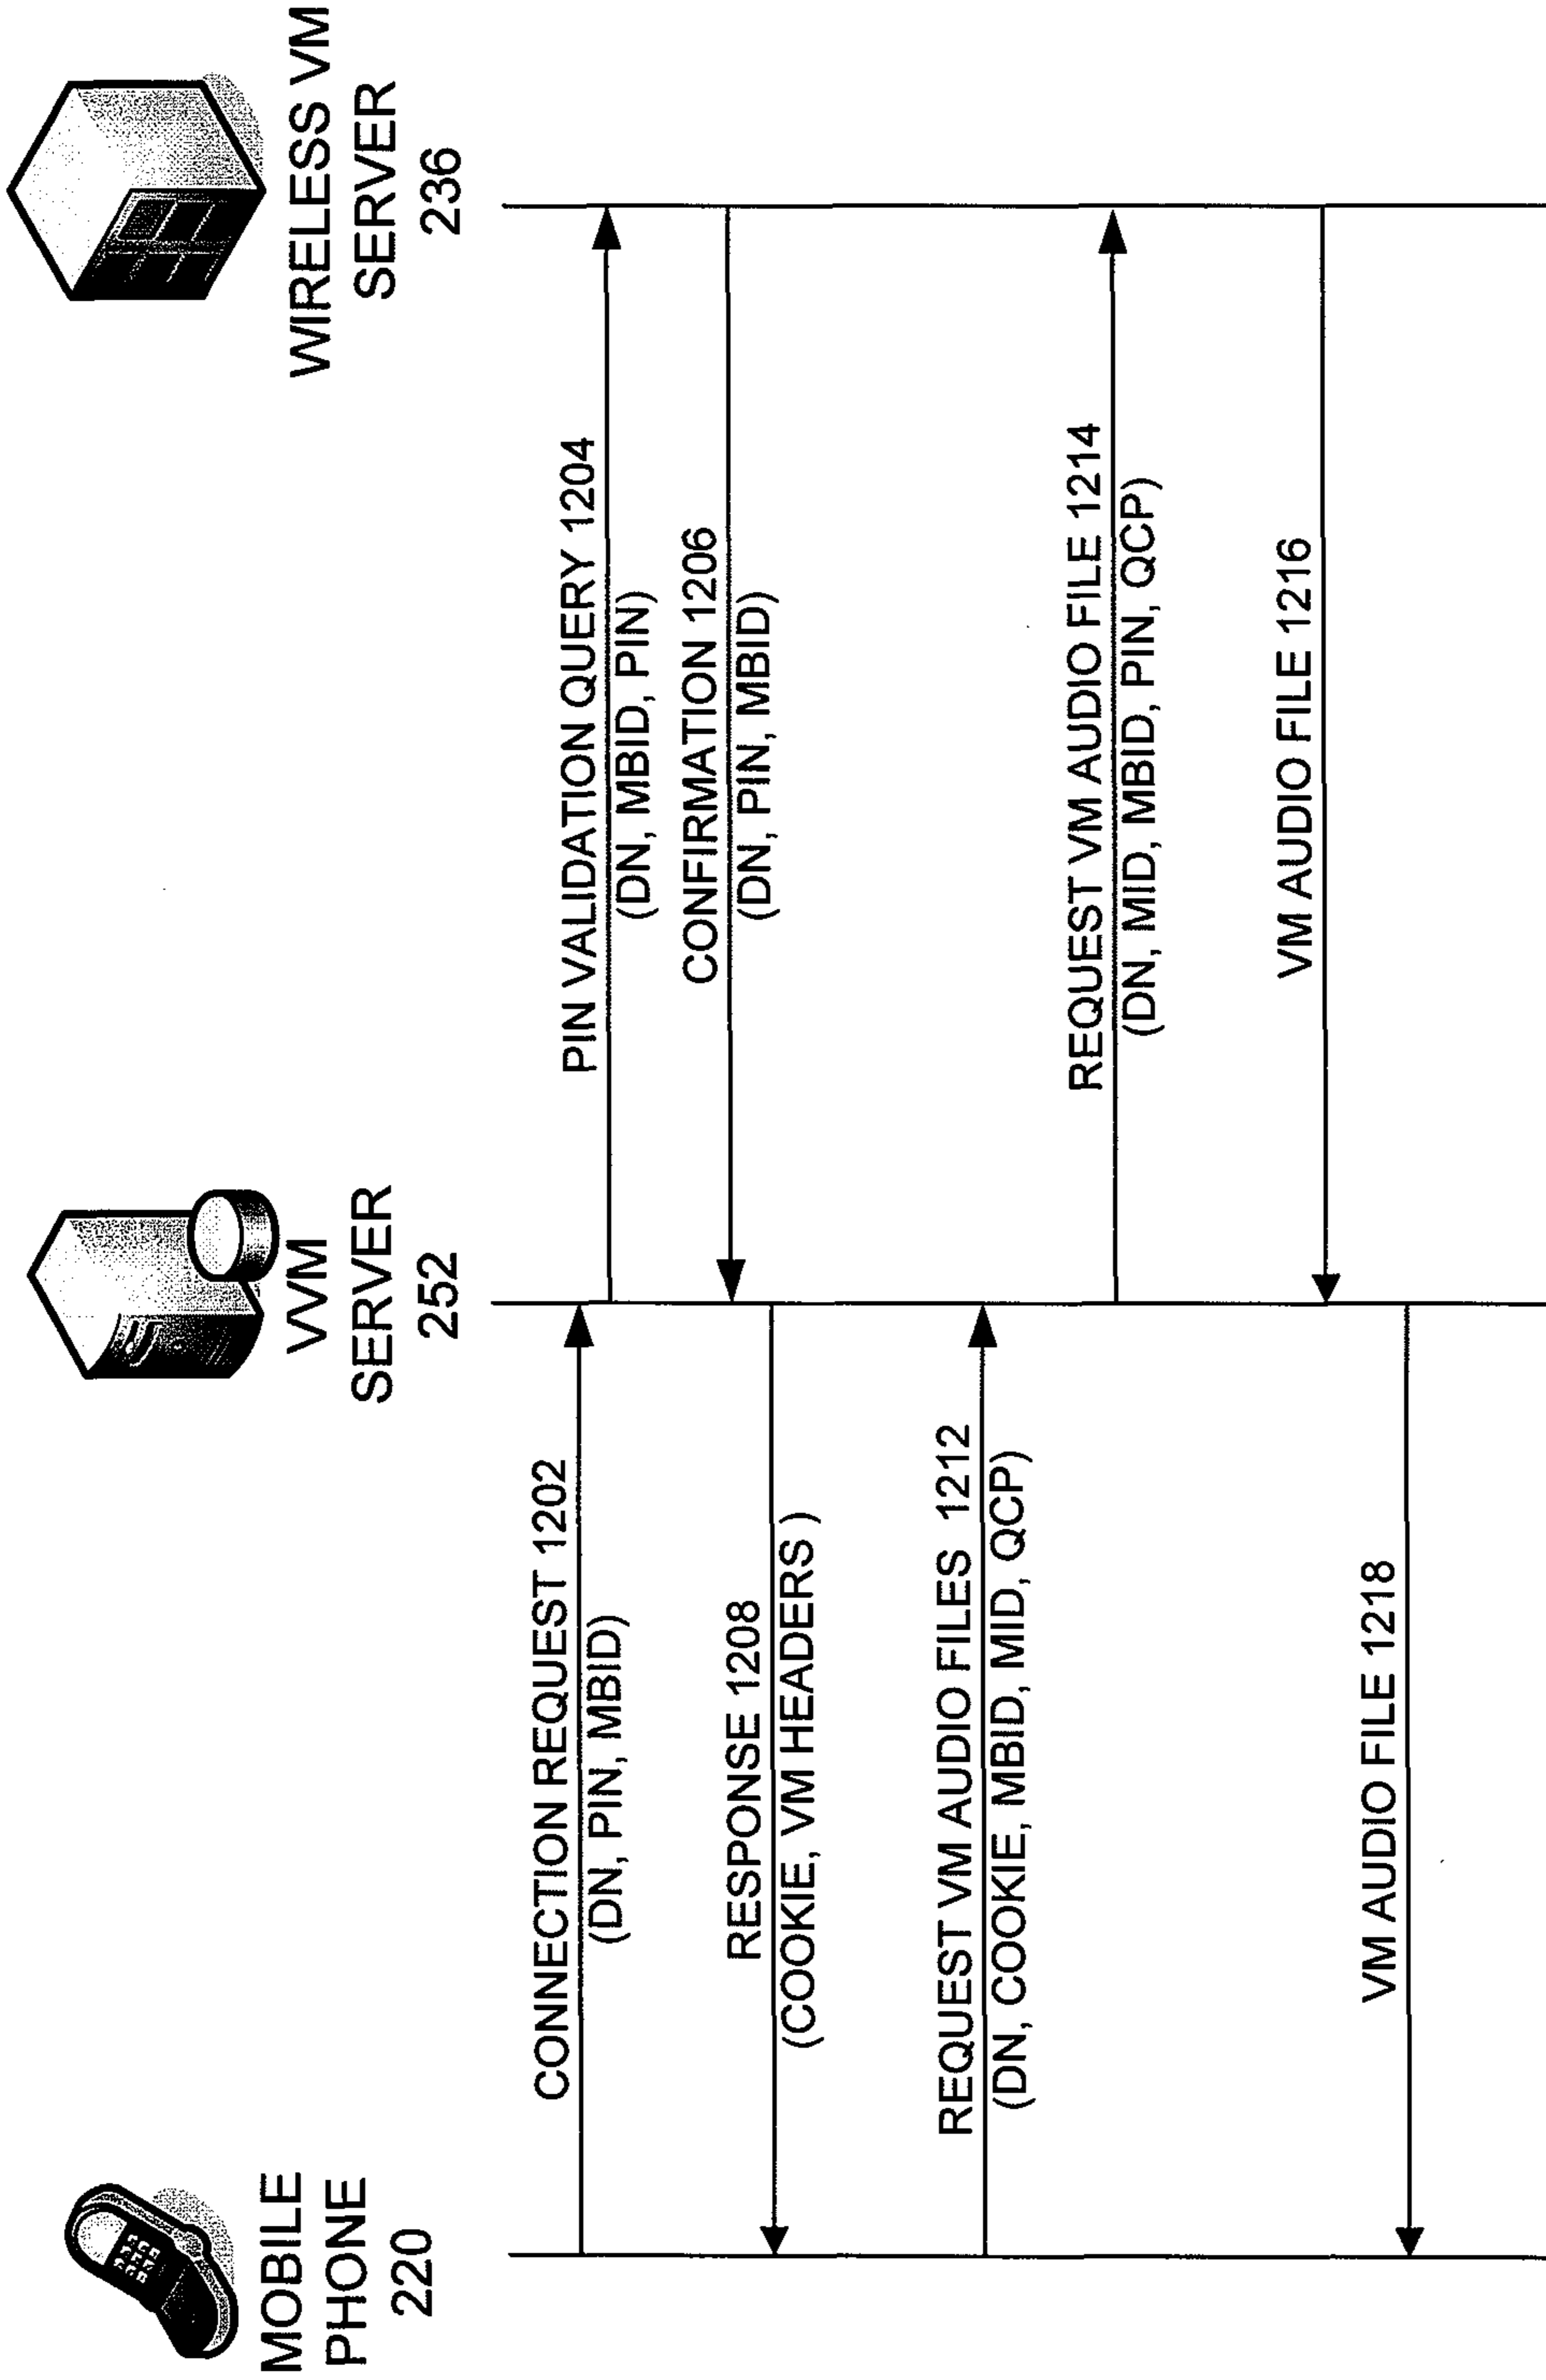 MOBILE
PHONE
220
VVM
SERVER
252
WIRELESS VM
SERVER
236
CONNECTION REQUEST 1202
(DN, PIN, MBID)
PIN VALIDATION QUERY 1204
(DN, MBID, PIN)
CONFIRMATION 1206
(DN, PIN, MBID)
RESPONSE 1208
(COOKIE, VM HEADERS )
REQUEST VM AUDIO FILES 1212
(DN, COOKIE, MBID, MID, QCP)
REQUEST VM AUDIO FILE 1214
(DN, MID, MBID, PIN, QCP)
VM AUDIO FILE 1216
VM AUDIO FILE 1218